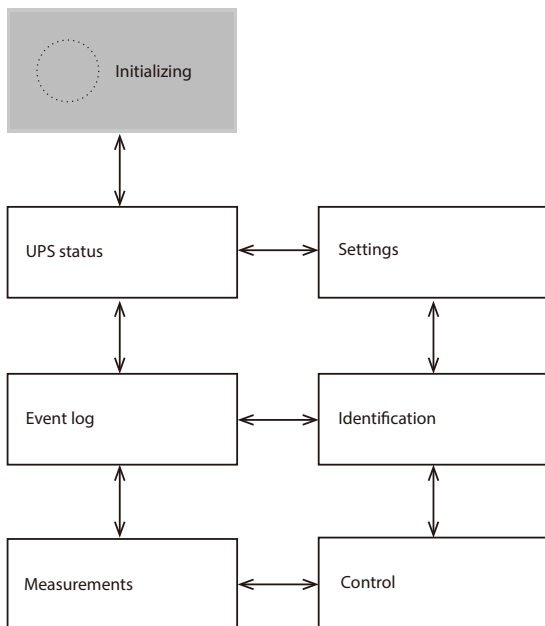 Initializing
UPS status
Settings
Event log
Identification
Measurements
Control